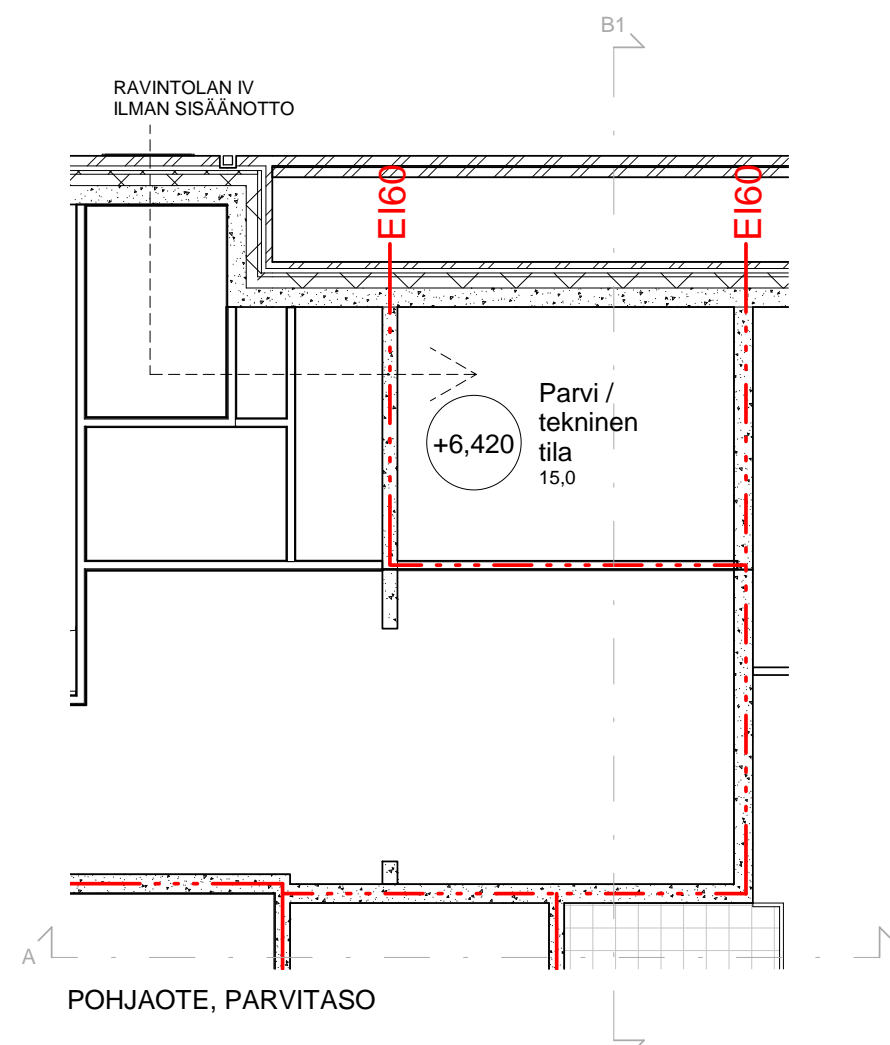 B1
RAVINTOLAN IV
ILMAN SISÄÄNOTTO
EI60
EI60
Parvi /
tekninen
tila
15,0
+6,420
A
POHJAOTE, PARVITASO